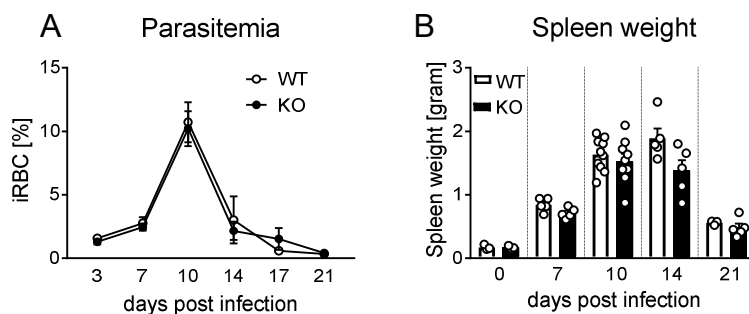 A Parasitemia
15
10
5
0
iRBC [%]
WT
KO
3 7 10 14 17 21
days post infection
B Spleen weight
3
2
1
0
Spleen weight [gram]
WT
KO
0 7 10 14 21
days post infection